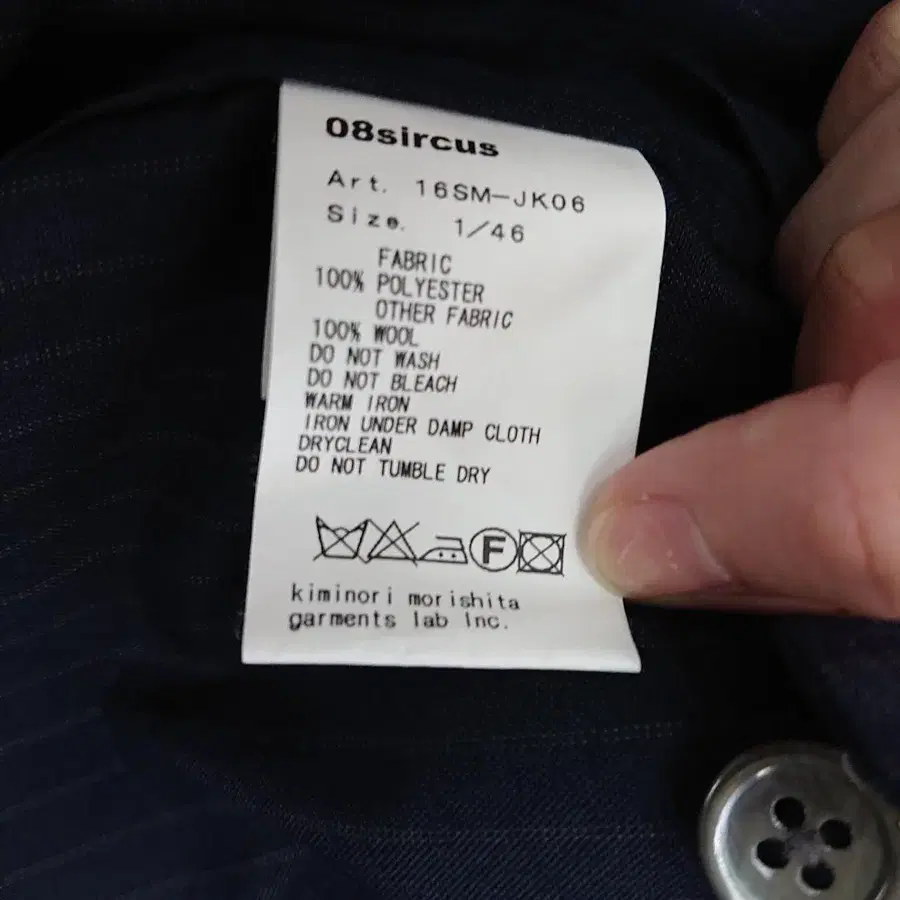 08sircus
Art. 16SM-JK06
Size. 1/46
FABRIC
100% POLYESTER
OTHER FABRIC
100% WOOL
DO NOT WASH
DO NOT BLEACH
WARM IRON
IRON UNDER DAMP CLOTH
DRYCLEAN
DO NOT TUMBLE DRY
F
kiminori morishita
garments lab Inc.